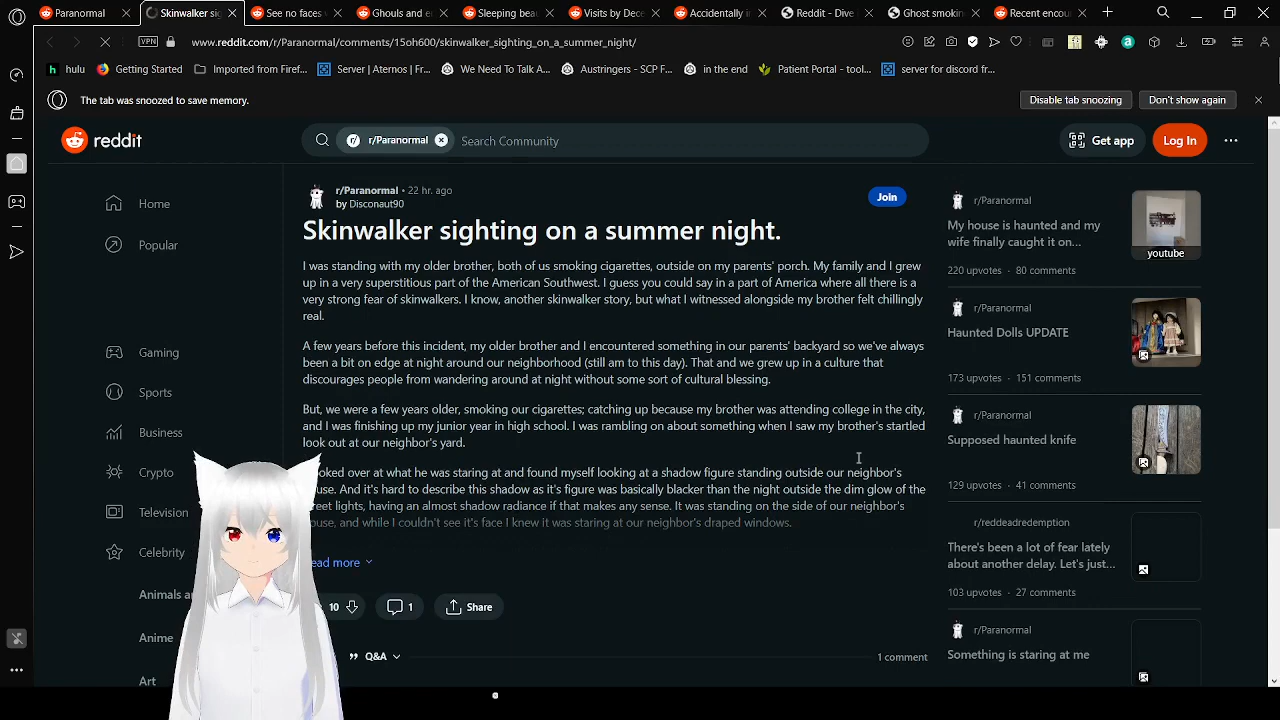 Paranormal
Skinwalker sig
See no faces
Ghouls and er
Sleeping beau
Visits by Dece
Accidentally i
Reddit - Dive
Ghost smokin
Recent encou
VPN
www.reddit.com/r/Paranormal/comments/15oh600/skinwalker_sighting_on_a_summer_night/
hulu
Getting Started
Imported from Firef...
Server | Aternos | Fr...
We Need To Talk A...
Austringers - SCP F...
in the end
Patient Portal - tool...
server for discord fr...
The tab was snoozed to save memory.
Disable tab snoozing
Don't show again
reddit
r/
r/Paranormal
Search Community
Get app
Log In
Home
Popular
Gaming
Sports
Business
Crypto
Television
Celebrity
Animals a
Anime
Art
r/Paranormal • 22 hr. ago
by Disconaut90
Join
Skinwalker sighting on a summer night.
I was standing with my older brother, both of us smoking cigarettes, outside on my parents' porch. My family and I grew
up in a very superstitious part of the American Southwest. I guess you could say in a part of America where all there is a
very strong fear of skinwalkers. I know, another skinwalker story, but what I witnessed alongside my brother felt chillingly
real.
A few years before this incident, my older brother and I encountered something in our parents' backyard so we've always
been a bit on edge at night around our neighborhood (still am to this day). That and we grew up in a culture that
discourages people from wandering around at night without some sort of cultural blessing.
But, we were a few years older, smoking our cigarettes; catching up because my brother was attending college in the city,
and I was finishing up my junior year in high school. I was rambling on about something when I saw my brother's startled
look out at our neighbor's yard.
ooked over at what he was staring at and found myself looking at a shadow figure standing outside our neighbor's
use. And it's hard to describe this shadow as it's figure was basically blacker than the night outside the dim glow of the
reet lights, having an almost shadow radiance if that makes any sense. It was standing on the side of our neighbor's
ouse, and while I couldn't see it's face I knew it was staring at our neighbor's draped windows.
ead more
10
1
Share
Q&A
1 comment
r/Paranormal
My house is haunted and my
wife finally caught it on...
youtube
220 upvotes · 80 comments
r/Paranormal
Haunted Dolls UPDATE
173 upvotes · 151 comments
r/Paranormal
Supposed haunted knife
129 upvotes · 41 comments
r/reddeadredemption
There's been a lot of fear lately
about another delay. Let's just...
103 upvotes · 27 comments
r/Paranormal
Something is staring at me